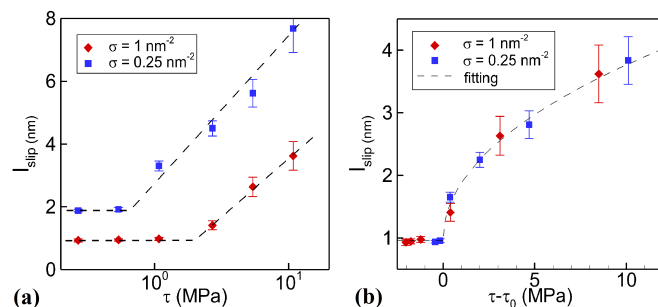 8
6
4
2
0
l_slip (nm)
σ = 1 nm⁻²
σ = 0.25 nm⁻²
10⁰
10¹
(a)
τ (MPa)
4
3
2
1
l_slip (nm)
σ = 1 nm⁻²
σ = 0.25 nm⁻²
fitting
0
5
10
(b)
τ-τ₀ (MPa)